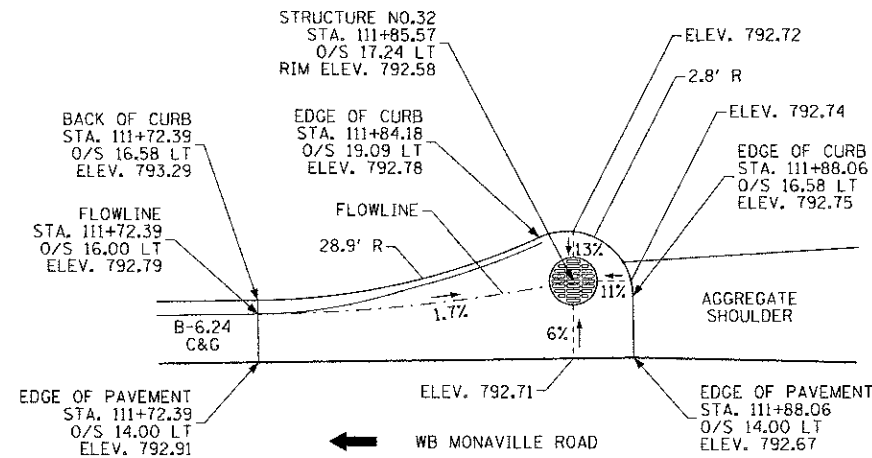 STRUCTURE NO.32
STA. 111+85.57
O/S 17.24 LT
RIM ELEV. 792.58
ELEV. 792.72
2.8' R
BACK OF CURB
STA. 111+72.39
O/S 16.58 LT
ELEV. 793.29
EDGE OF CURB
STA. 111+84.18
O/S 19.09 LT
ELEV. 792.78
ELEV. 792.74
EDGE OF CURB
STA. 111+88.06
O/S 16.58 LT
ELEV. 792.75
FLOWLINE
STA. 111+72.39
O/S 16.00 LT
ELEV. 792.79
FLOWLINE
28.9' R
13%
11%
1.7%
6%
B-6.24
C&G
AGGREGATE
SHOULDER
EDGE OF PAVEMENT
STA. 111+72.39
O/S 14.00 LT
ELEV. 792.91
ELEV. 792.71
EDGE OF PAVEMENT
STA. 111+88.06
O/S 14.00 LT
ELEV. 792.67
WB MONAVILLE ROAD